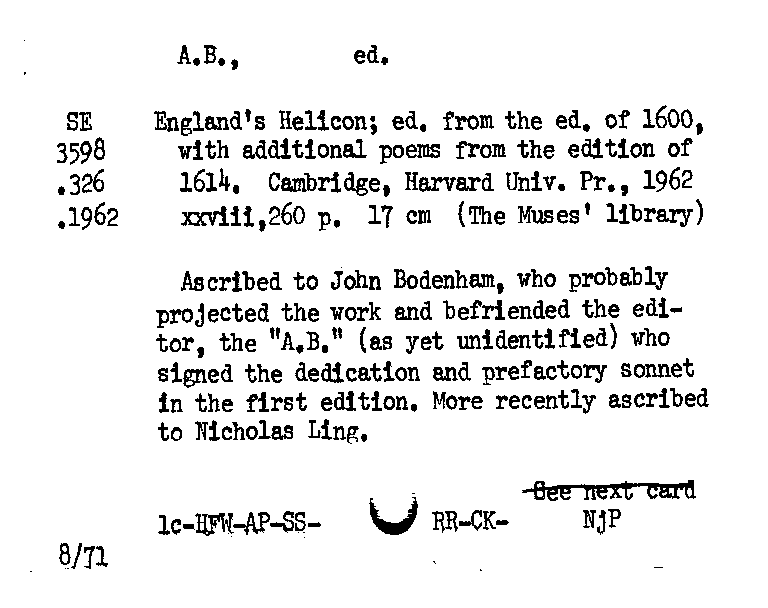 A.B., ed.
SE England's Helicon; ed. from the ed. of 1600,
3598 with additional poems from the edition of
.326 1614. Cambridge, Harvard Univ. Pr., 1962
.1962 xxviii,260 p. 17 cm (The Muses' library)
Ascribed to John Bodenham, who probably
projected the work and befriended the edi-
tor, the "A.B." (as yet unidentified) who
signed the dedication and prefactory sonnet
in the first edition. More recently ascribed
to Nicholas Ling.
See next card
1c-HFW-AP-SS- RR-CK- NjP
8/71